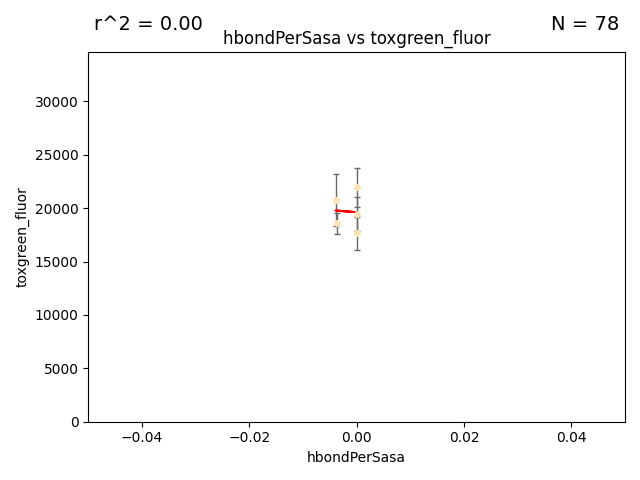 r^2 = 0.00
N = 78
hbondPerSasa vs toxgreen_fluor
30000
25000
20000
15000
10000
5000
0
toxgreen_fluor
−0.04
−0.02
0.00
0.02
0.04
hbondPerSasa